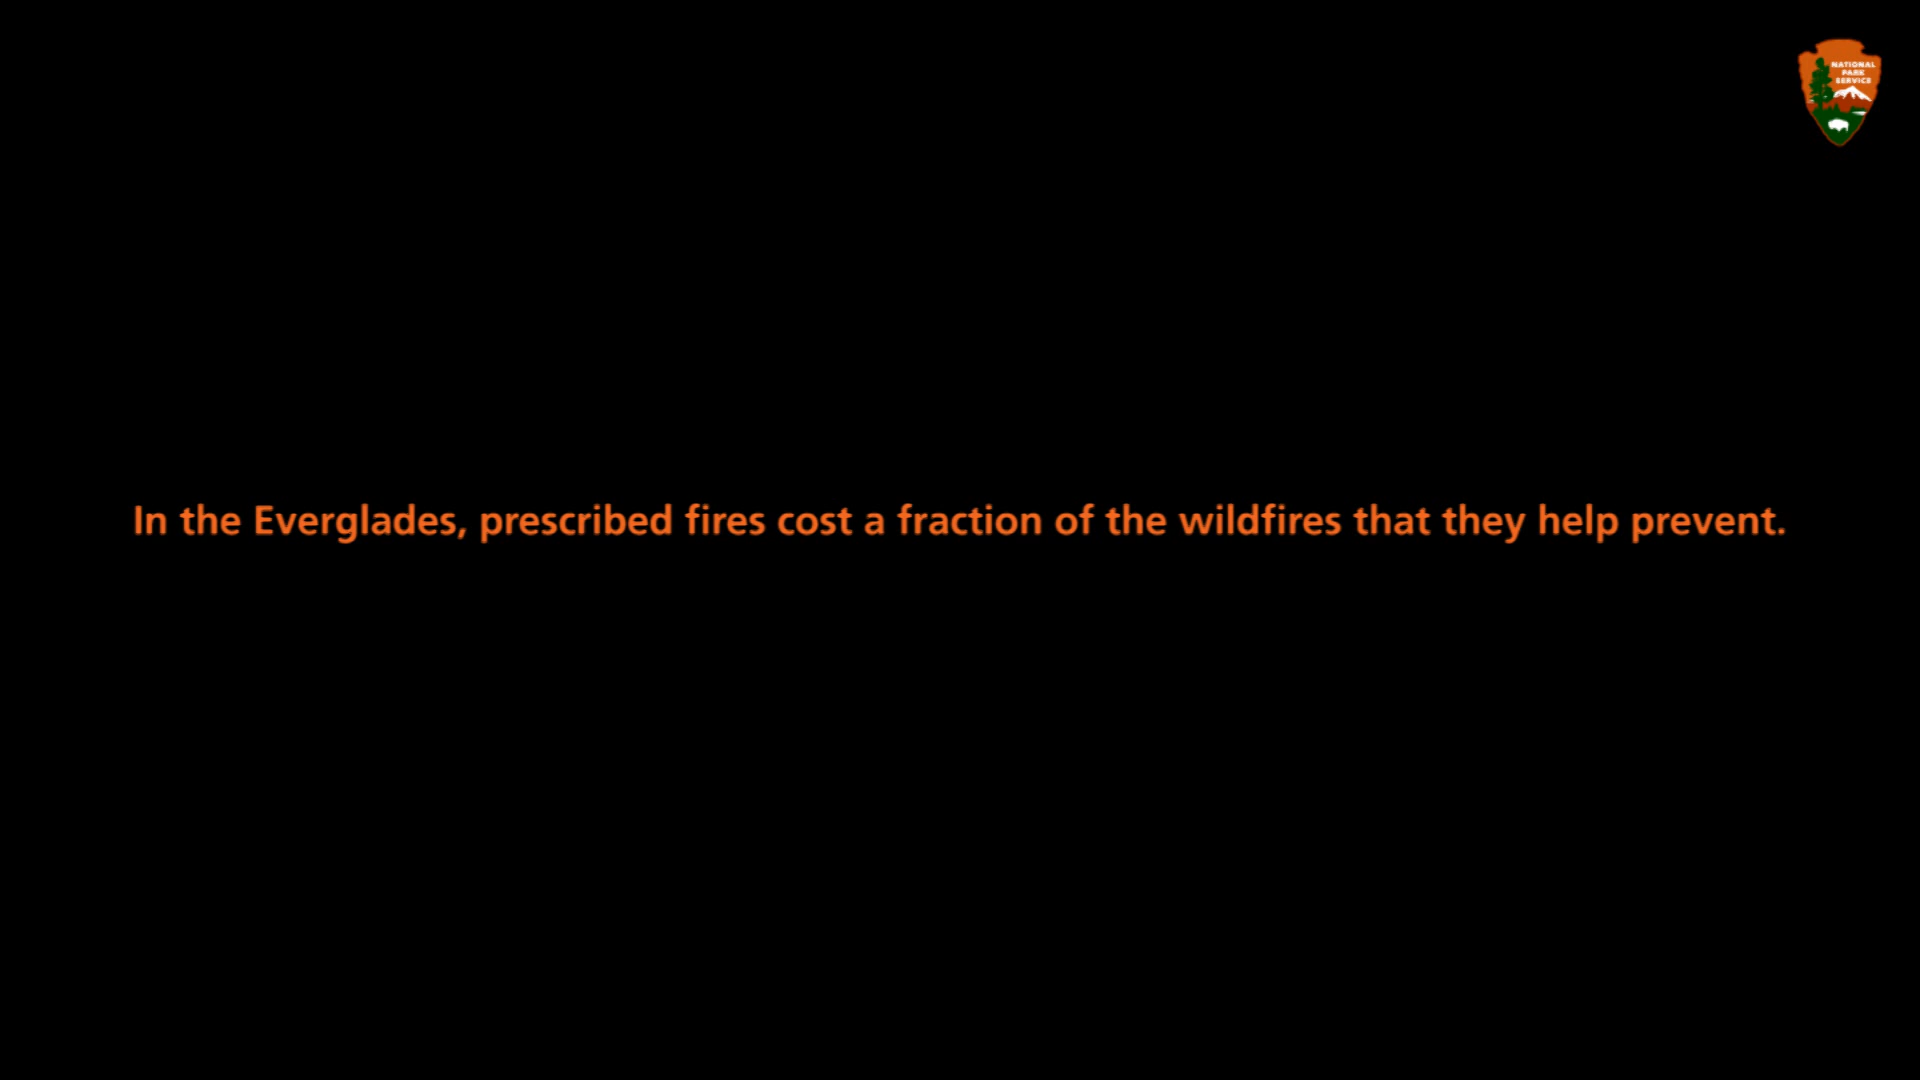 NATIONAL
PARK
SERVICE
In the Everglades, prescribed fires cost a fraction of the wildfires that they help prevent.